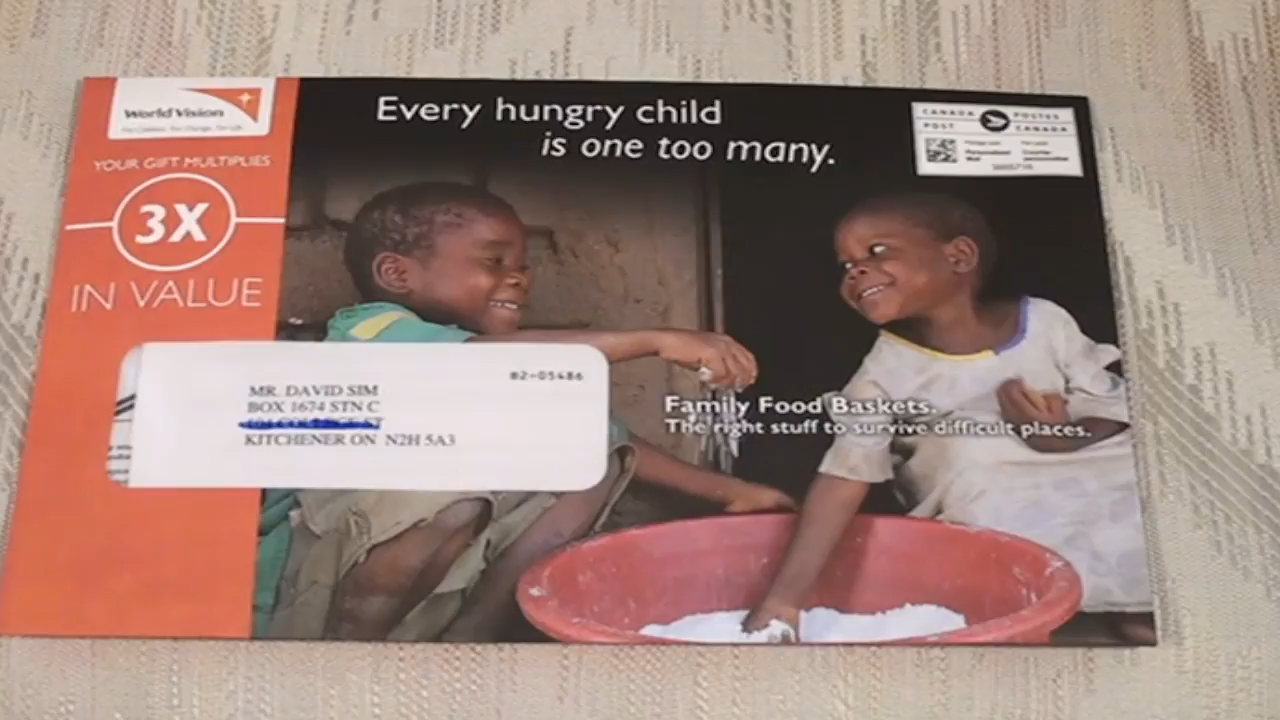 World Vision
YOUR GIFT MULTIPLIES
3X
IN VALUE
Every hungry child
is one too many.
CANADA POSTES
POST CANADA
B2-05486
MR. DAVID SIM
BOX 1674 STN C
KITCHENER ON N2H 5A3
Family Food Baskets.
The right stuff to survive difficult places.